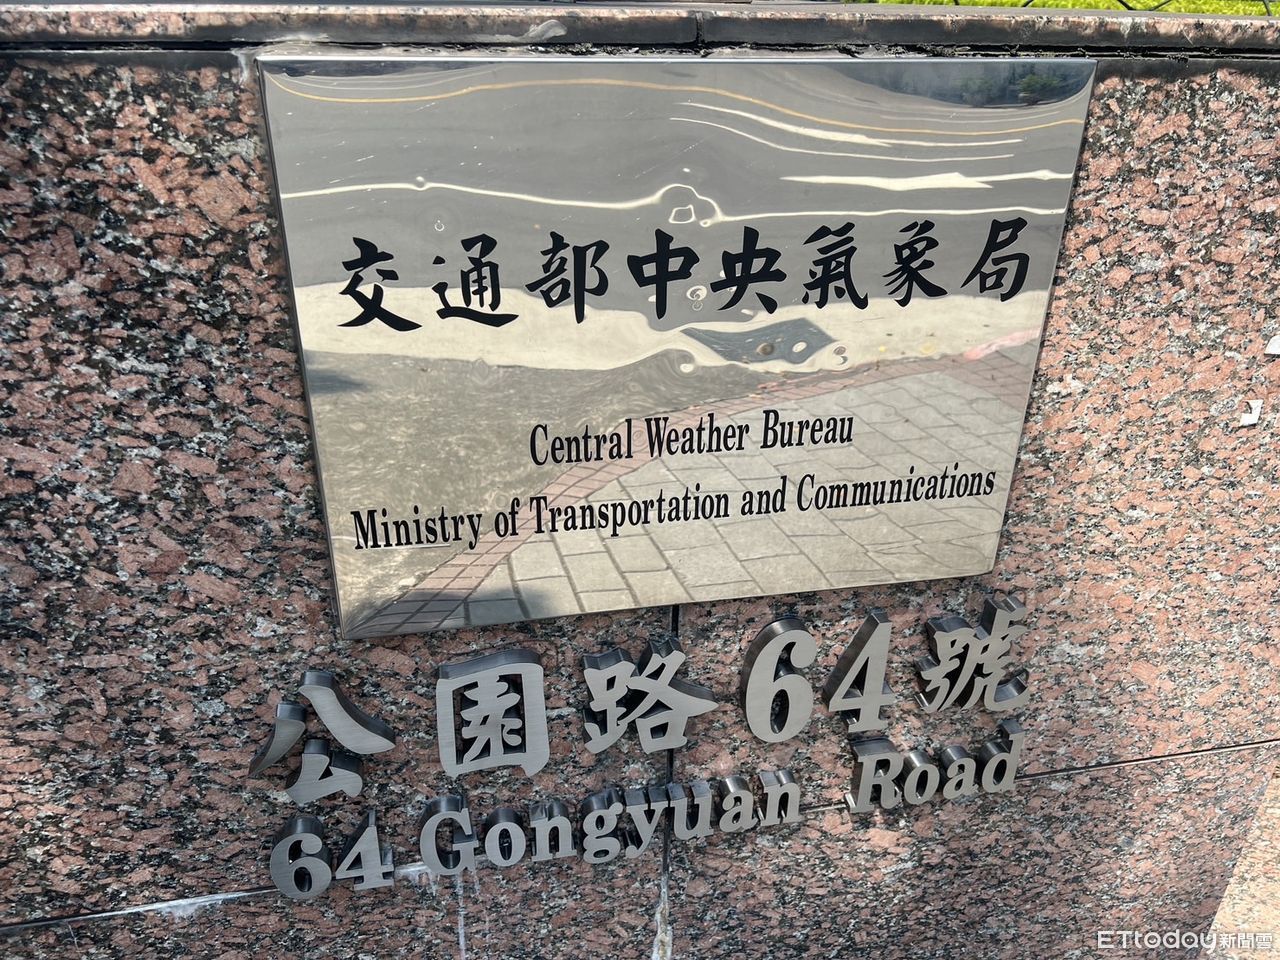 交通部中央氣象局
Central Weather Bureau
Ministry of Transportation and Communications
公園路64號
64 Gongyuan Road
ETtoday新聞雲